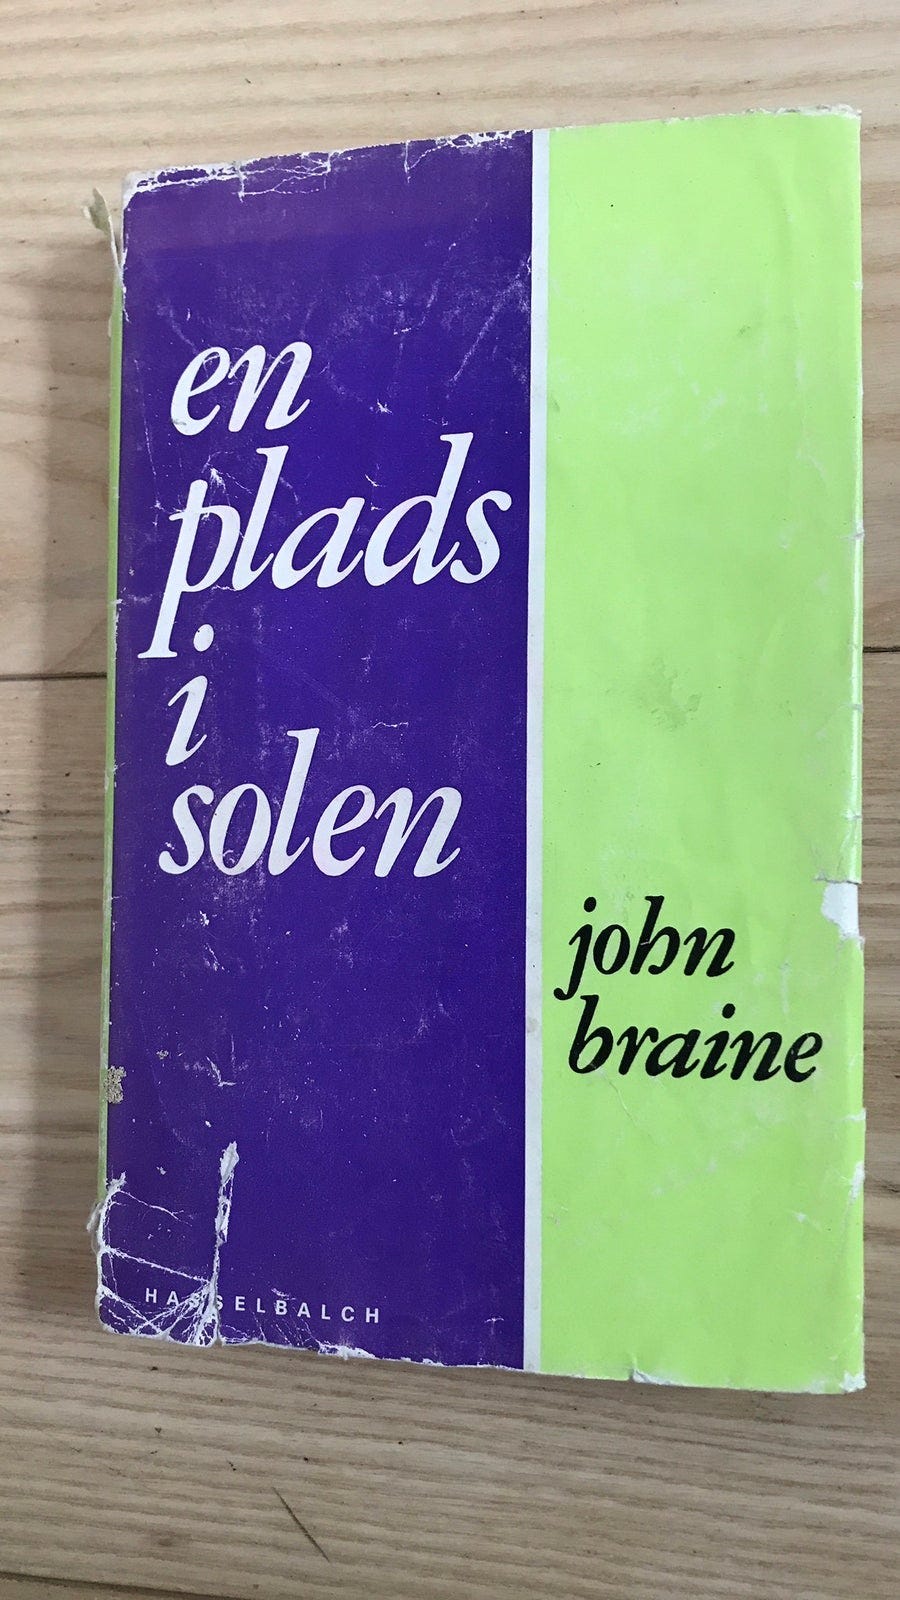 en
plads
i
solen
john
braine
HASSELBALCH